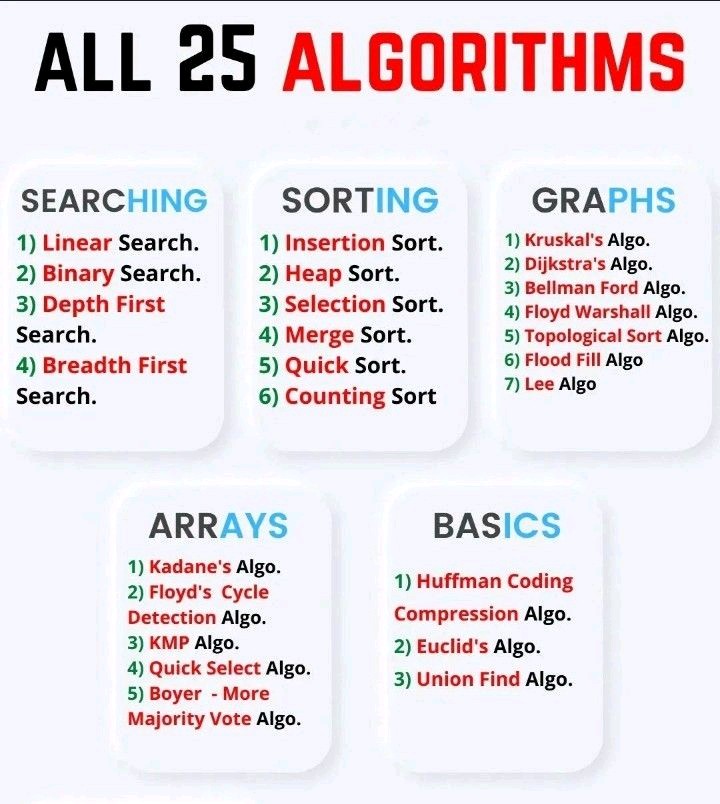 ALL 25 ALGORITHMS
SEARCHING
1) Linear Search.
2) Binary Search.
3) Depth First
Search.
4) Breadth First
Search.
SORTING
1) Insertion Sort.
2) Heap Sort.
3) Selection Sort.
4) Merge Sort.
5) Quick Sort.
6) Counting Sort
GRAPHS
1) Kruskal's Algo.
2) Dijkstra's Algo.
3) Bellman Ford Algo.
4) Floyd Warshall Algo.
5) Topological Sort Algo.
6) Flood Fill Algo
7) Lee Algo
ARRAYS
1) Kadane's Algo.
2) Floyd's Cycle
Detection Algo.
3) KMP Algo.
4) Quick Select Algo.
5) Boyer - More
Majority Vote Algo.
BASICS
1) Huffman Coding
Compression Algo.
2) Euclid's Algo.
3) Union Find Algo.